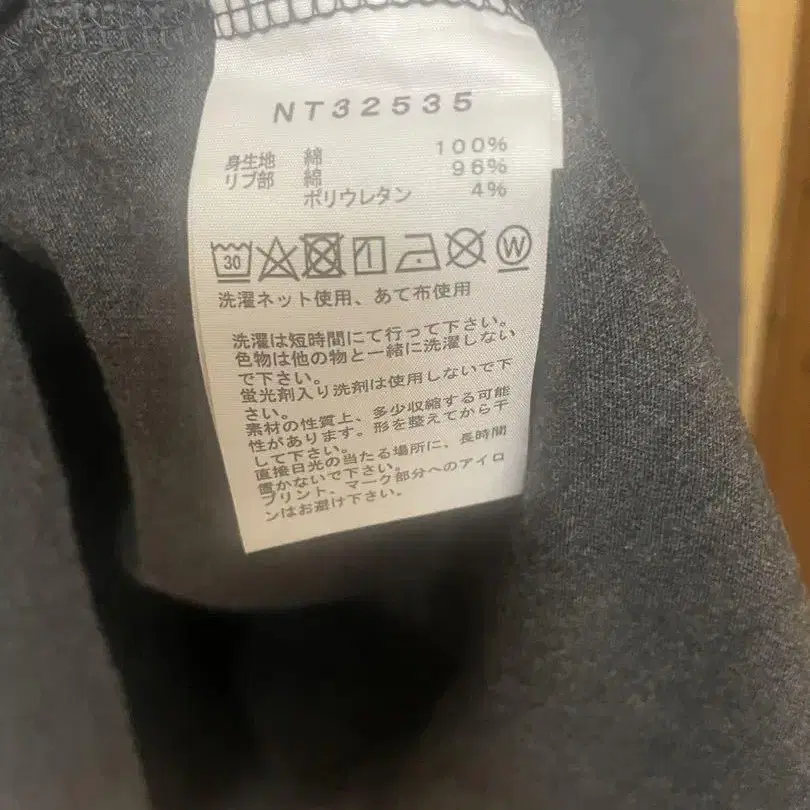 NT32535
身生地 綿 100%
リブ部 綿 96%
ポリウレタン 4%
30 W
洗濯ネット使用、あて布使用
洗濯は短時間にて行って下さい。
色物は他の物と一緒に洗濯しない
で下さい。
蛍光剤入り洗剤は使用しないで下
さい。
素材の性質上、多少収縮する可能
性があります。形を整えてから干
して下さい。
直接日光の当たる場所に、長時間
置かないで下さい。
プリント、マーク部分へのアイロ
ンはお避け下さい。